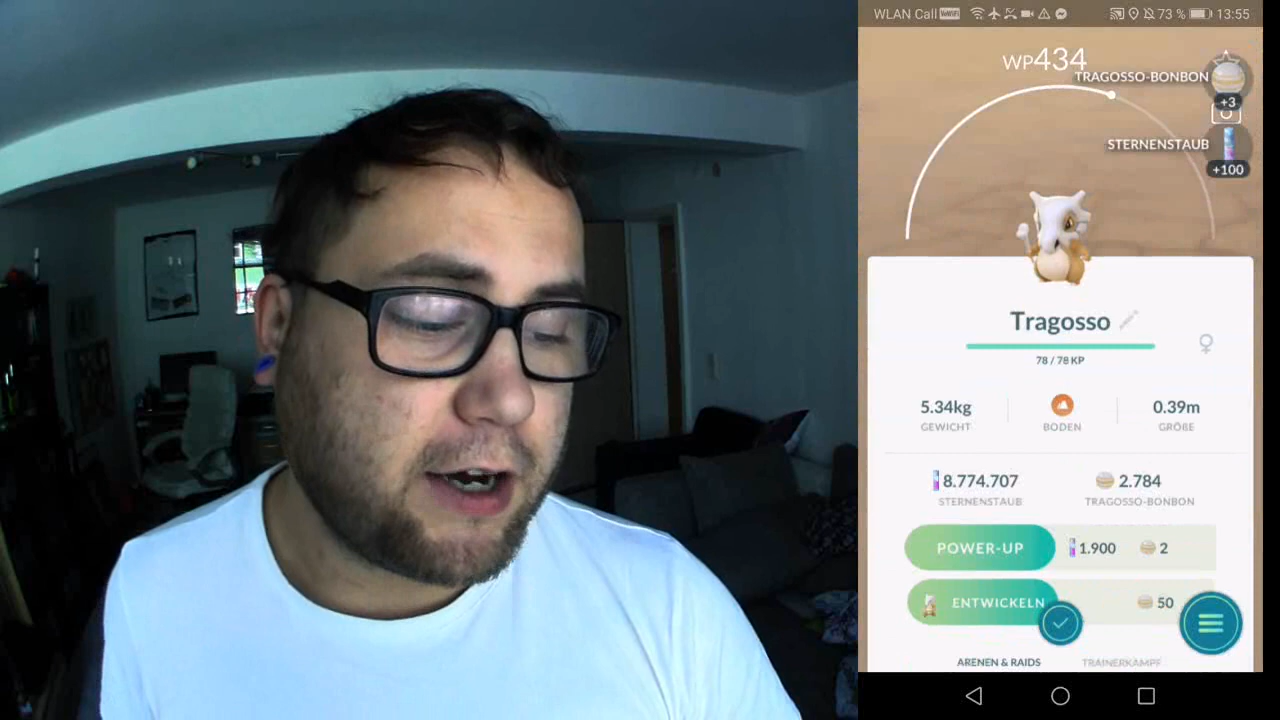 WLAN Call VoWiFi 73 % 13:55
WP434
TRAGOSSO-BONBON
+3
STERNENSTAUB
+100
Tragosso
78 / 78 KP
5.34kg
GEWICHT
BODEN
0.39m
GRÖßE
8.774.707
STERNENSTAUB
2.784
TRAGOSSO-BONBON
POWER-UP 1.900 2
ENTWICKELN 50
ARENEN & RAIDS TRAINERKAMPF